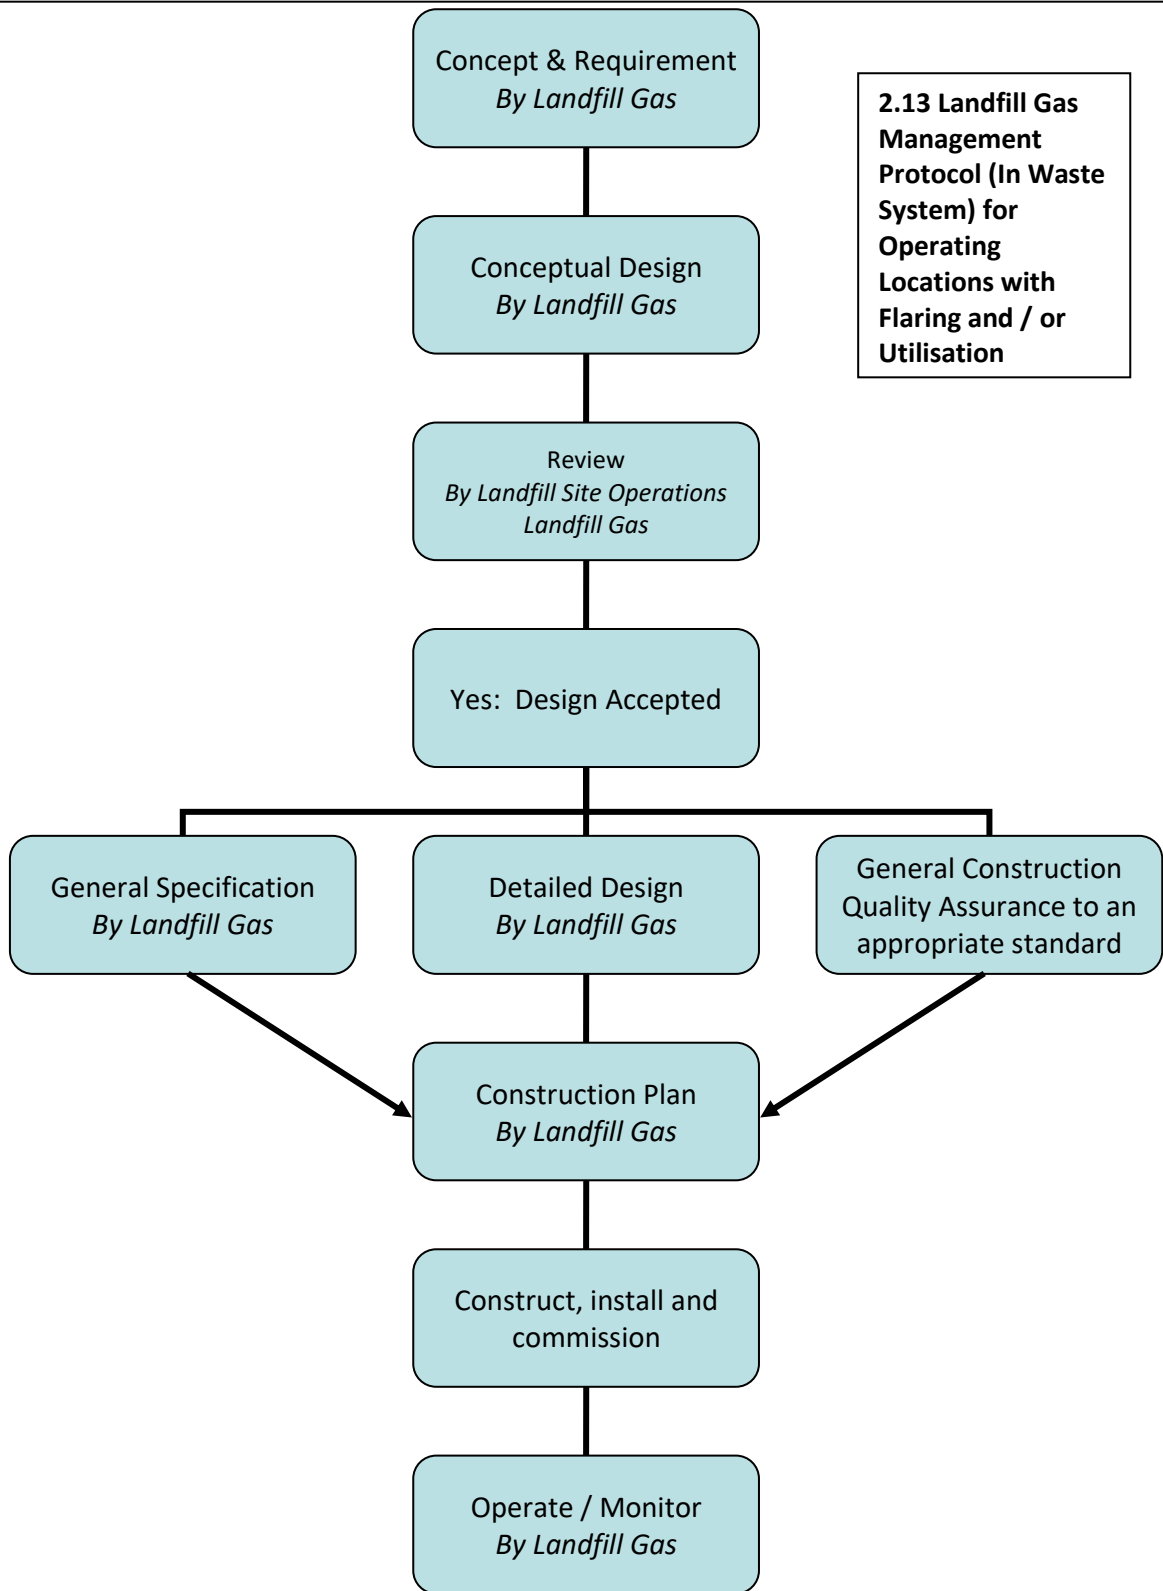 Concept & Requirement
By Landfill Gas
2.13 Landfill Gas
Management
Protocol (In Waste
System) for
Operating
Locations with
Flaring and / or
Utilisation
Conceptual Design
By Landfill Gas
Review
By Landfill Site Operations
Landfill Gas
Yes:  Design Accepted
General Specification
By Landfill Gas
Detailed Design
By Landfill Gas
General Construction
Quality Assurance to an
appropriate standard
Construction Plan
By Landfill Gas
Construct, install and
commission
Operate / Monitor
By Landfill Gas